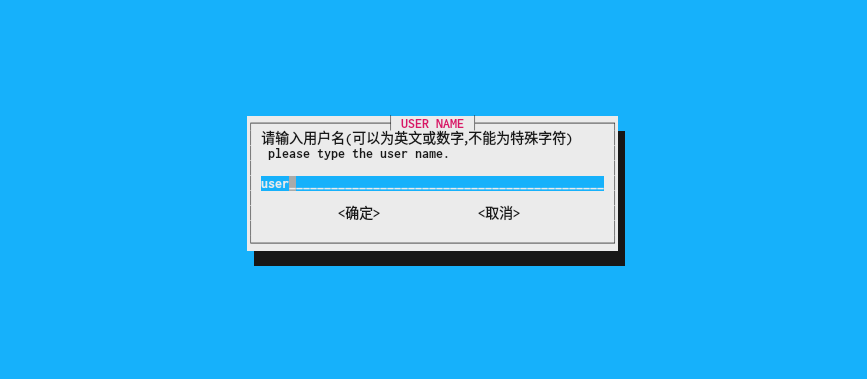 USER NAME
请输入用户名(可以为英文或数字,不能为特殊字符)
please type the user name.
user
<确定> <取消>